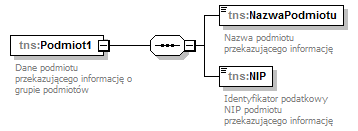 tns:Podmiot1
Dane podmiotu
przekazującego informację o
grupie podmiotów
tns:NazwaPodmiotu
Nazwa podmiotu
przekazującego informację
tns:NIP
Identyfikator podatkowy
NIP podmiotu
przekazującego informację